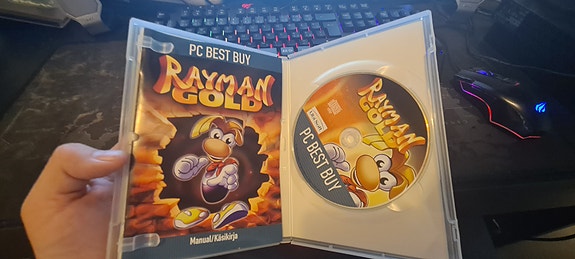 PC BEST BUY
RAYMAN
GOLD
Manual/Käsikirja
RAYMAN
GOLD
PC BEST BUY